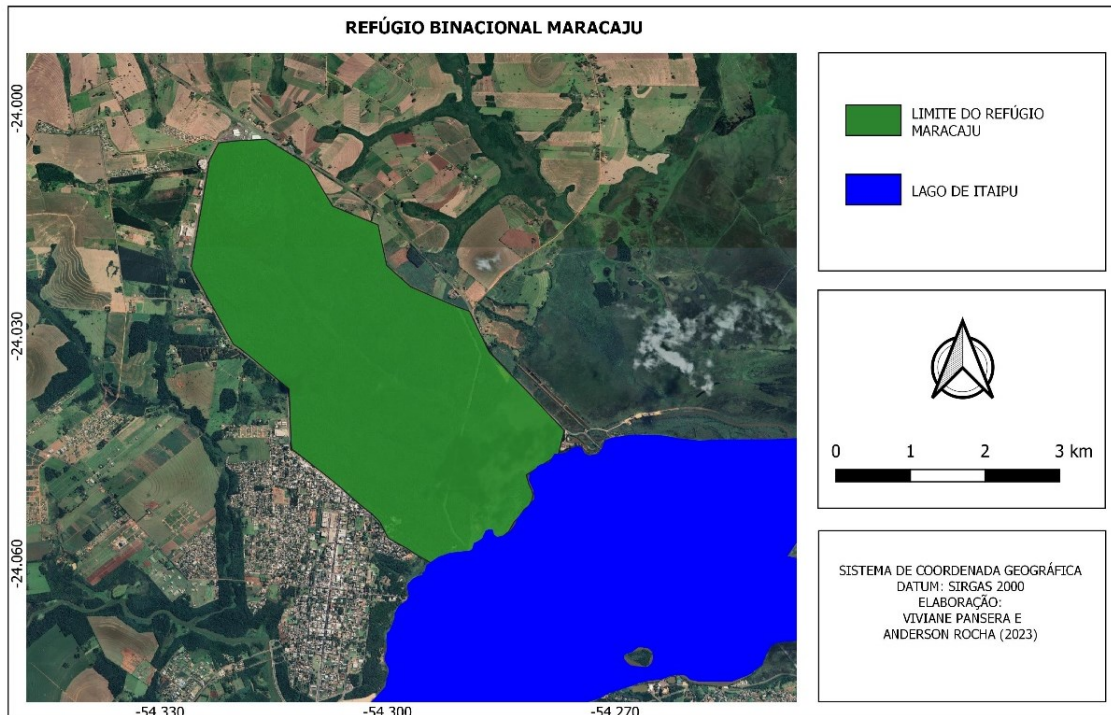 REFÚGIO BINACIONAL MARACAJU
-24.000
-24.030
-24.060
-54.330
-54.300
-54.270
LIMITE DO REFÚGIO
MARACAJU
LAGO DE ITAIPU
0 1 2 3 km
SISTEMA DE COORDENADA GEOGRÁFICA
DATUM: SIRGAS 2000
ELABORAÇÃO:
VIVIANE PANSERA E
ANDERSON ROCHA (2023)